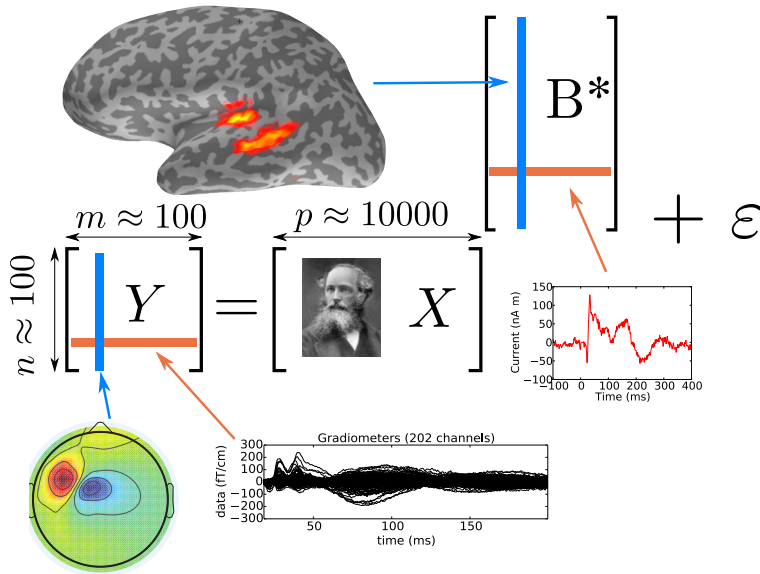 B*
m ≈ 100
p ≈ 10000
+ ε
n ≈ 100
Y
=
X
150
100
50
0
−50
−100
Current (nA m)
−100 0 100 200 300 400
Time (ms)
Gradiometers (202 channels)
300
200
100
0
−100
−200
−300
data (fT/cm)
50 100 150
time (ms)